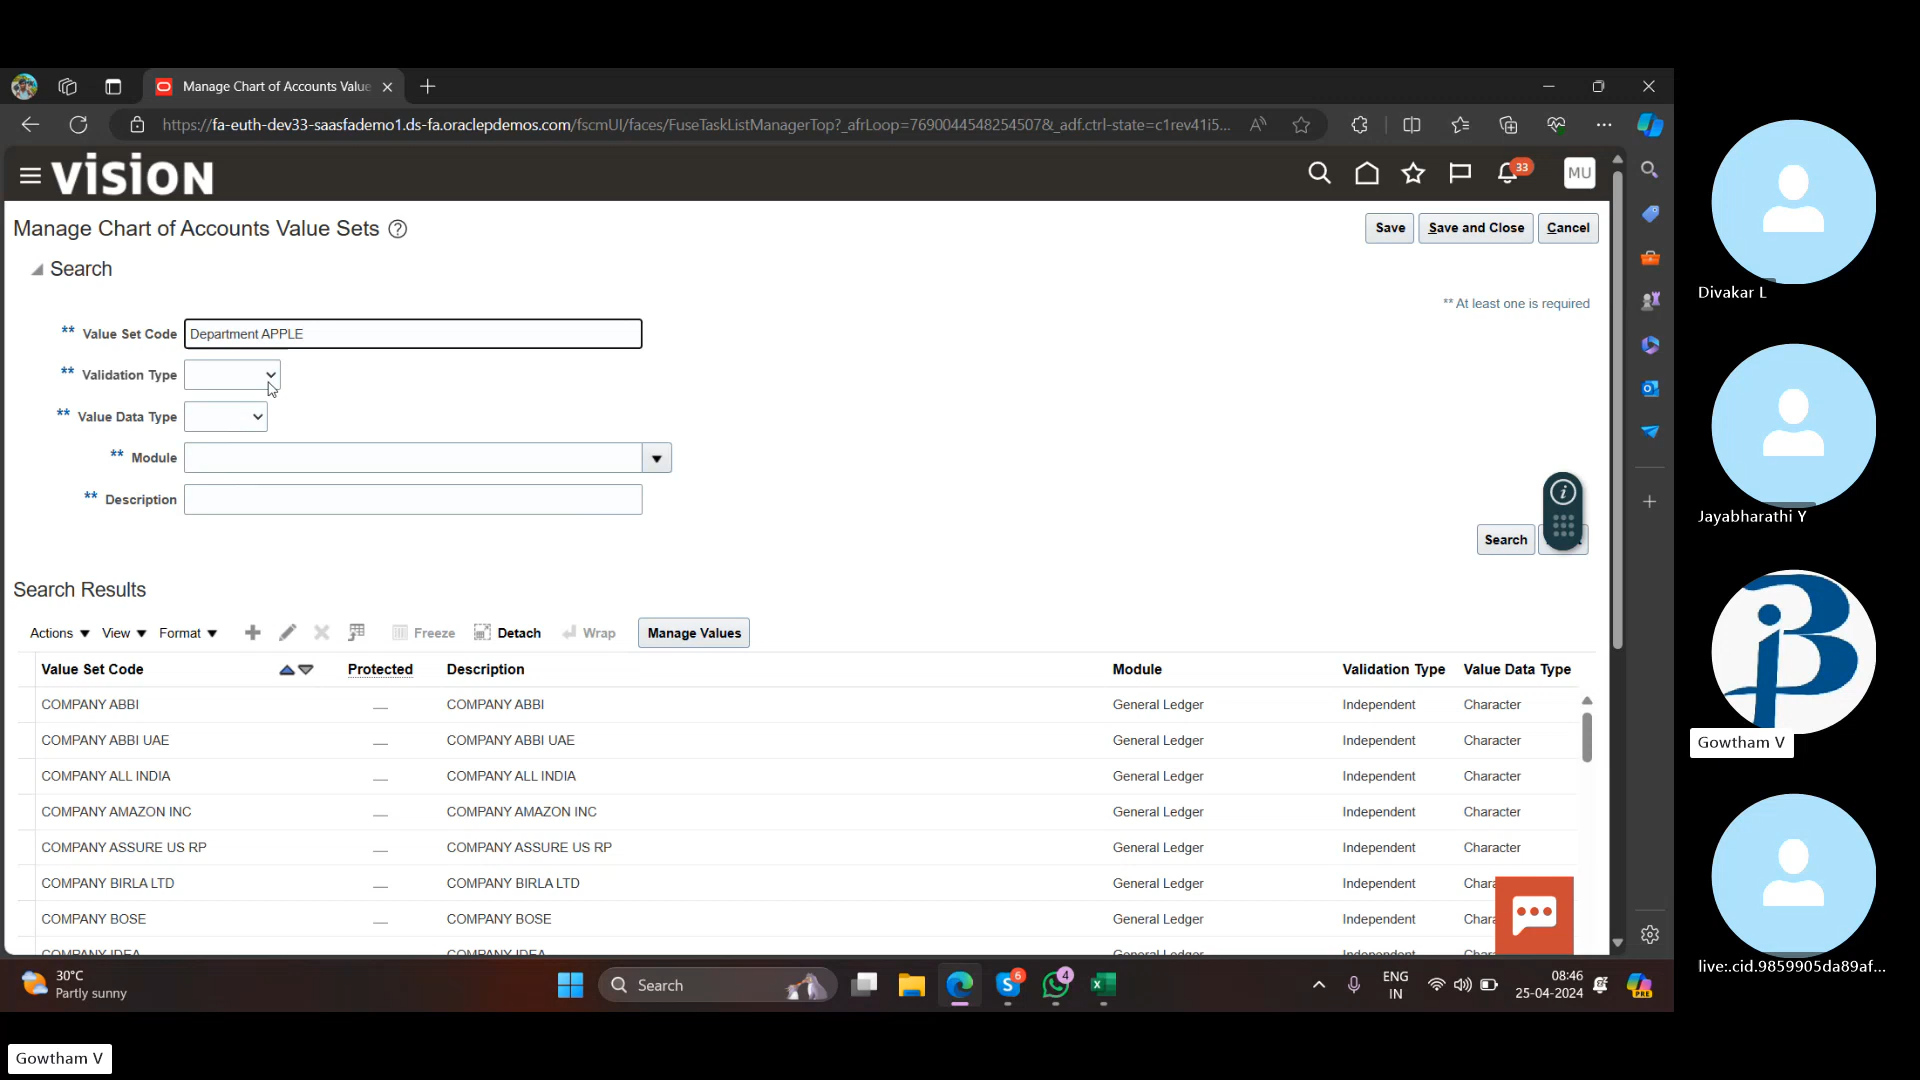 Manage Chart of Accounts Value
https://fa-euth-dev33-saasfademo1.ds-fa.oraclepdemos.com/fscmUI/faces/FuseTaskListManagerTop?_afrLoop=7690044548254507&_adf.ctrl-state=c1rev41i5...
VISION
33
MU
Manage Chart of Accounts Value Sets
Save
Save and Close
Cancel
Search
** At least one is required
** Value Set Code
Department APPLE
** Validation Type
** Value Data Type
** Module
** Description
Search
Search Results
Actions
View
Format
Freeze
Detach
Wrap
Manage Values
Value Set Code Protected Description Module Validation Type Value Data Type
COMPANY ABBI COMPANY ABBI General Ledger Independent Character
COMPANY ABBI UAE COMPANY ABBI UAE General Ledger Independent Character
COMPANY ALL INDIA COMPANY ALL INDIA General Ledger Independent Character
COMPANY AMAZON INC COMPANY AMAZON INC General Ledger Independent Character
COMPANY ASSURE US RP COMPANY ASSURE US RP General Ledger Independent Character
COMPANY BIRLA LTD COMPANY BIRLA LTD General Ledger Independent
COMPANY BOSE COMPANY BOSE General Ledger Independent
COMPANY IDEA COMPANY IDEA General Ledger Independent
30°C
Partly sunny
Search
6
4
ENG
IN
08:46
25-04-2024
PRE
Divakar L
Jayabharathi Y
Gowtham V
live:.cid.9859905da89af...
Gowtham V